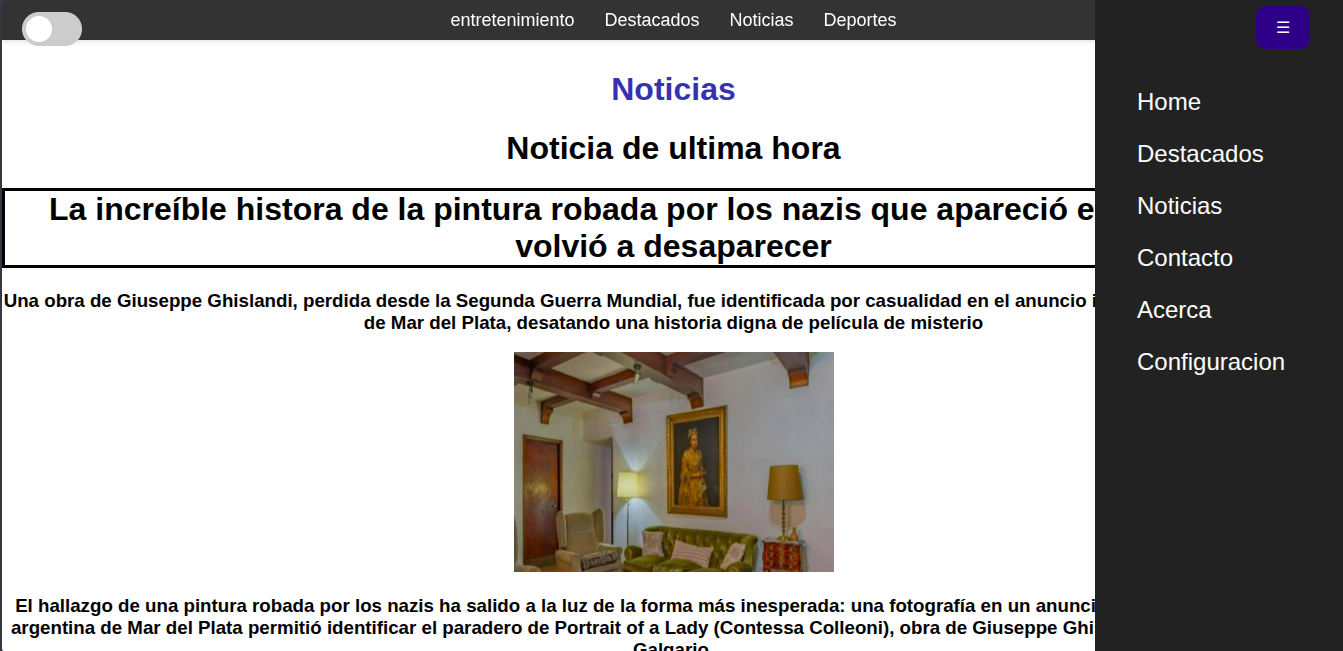 entretenimiento Destacados Noticias Deportes
☰
Noticias
Noticia de ultima hora
La increíble histora de la pintura robada por los nazis que apareció e
volvió a desaparecer
Una obra de Giuseppe Ghislandi, perdida desde la Segunda Guerra Mundial, fue identificada por casualidad en el anuncio
de Mar del Plata, desatando una historia digna de película de misterio
El hallazgo de una pintura robada por los nazis ha salido a la luz de la forma más inesperada: una fotografía en un anunci
argentina de Mar del Plata permitió identificar el paradero de Portrait of a Lady (Contessa Colleoni), obra de Giuseppe Ghi
Galgario
Home
Destacados
Noticias
Contacto
Acerca
Configuracion